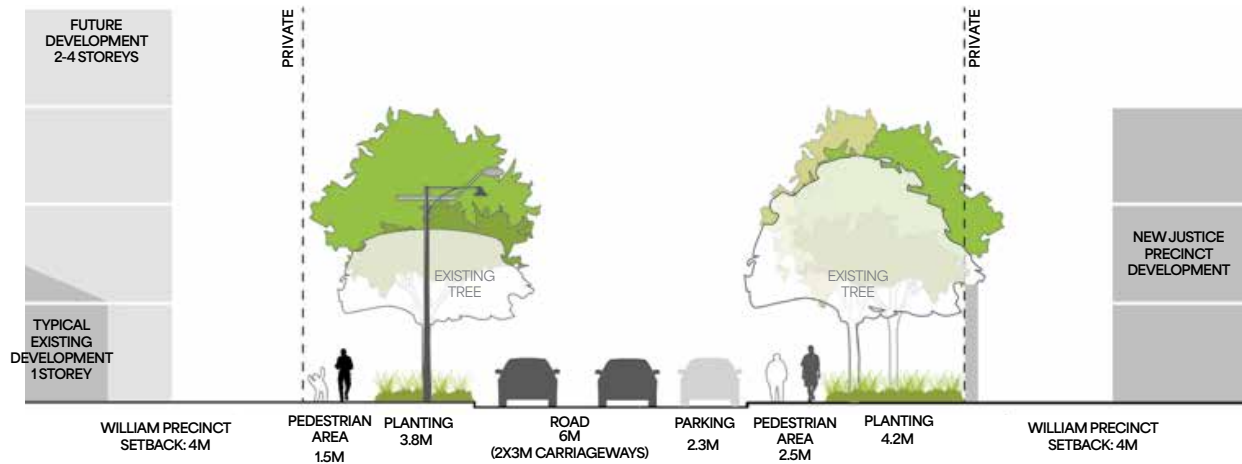 FUTURE
DEVELOPMENT
2-4 STOREYS
PRIVATE
PRIVATE
EXISTING
TREE
EXISTING
TREE
NEW JUSTICE
PRECINCT
DEVELOPMENT
TYPICAL
EXISTING
DEVELOPMENT
1 STOREY
WILLIAM PRECINCT
SETBACK: 4M
PEDESTRIAN
AREA
1.5M
PLANTING
3.8M
ROAD
6M
(2X3M CARRIAGEWAYS)
PARKING
2.3M
PEDESTRIAN
AREA
2.5M
PLANTING
4.2M
WILLIAM PRECINCT
SETBACK: 4M